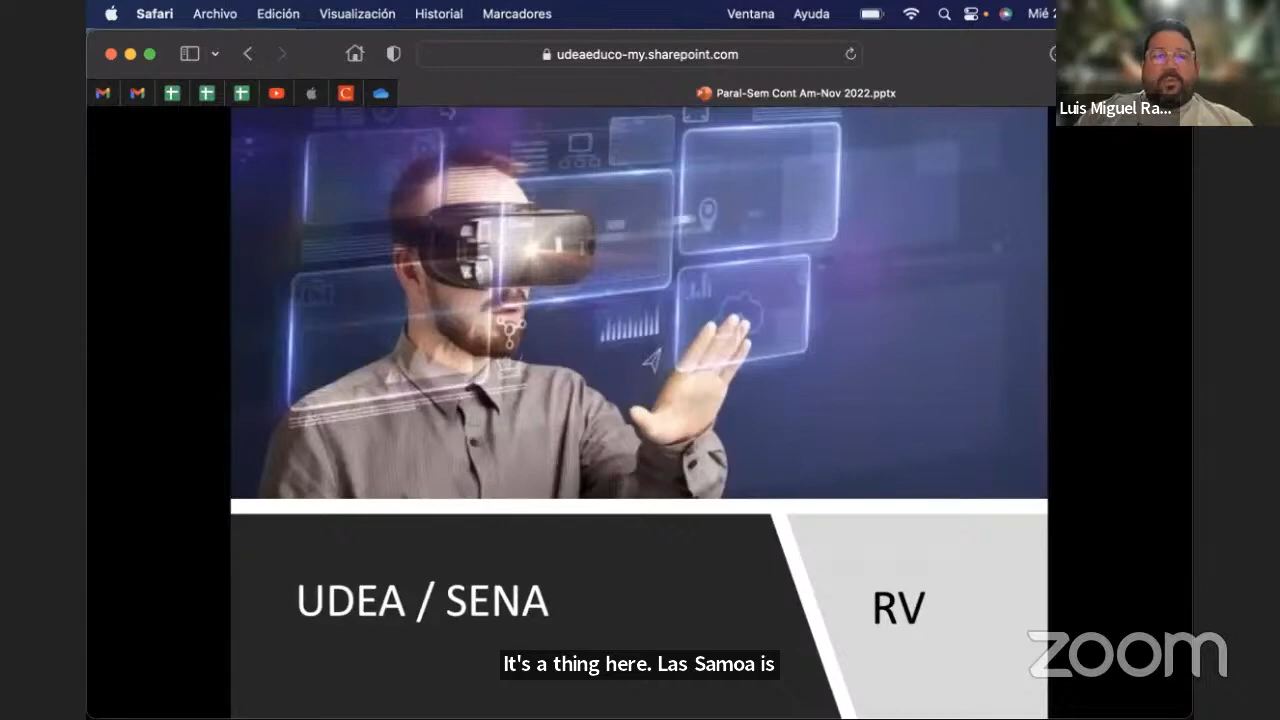 Safari Archivo Edición Visualización Historial Marcadores Ventana Ayuda Mié
udeaeduco-my.sharepoint.com
Paral-Sem Cont Am-Nov 2022.pptx
Luis Miguel Ra...
UDEA / SENA
RV
It's a thing here. Las Samoa is
zoom